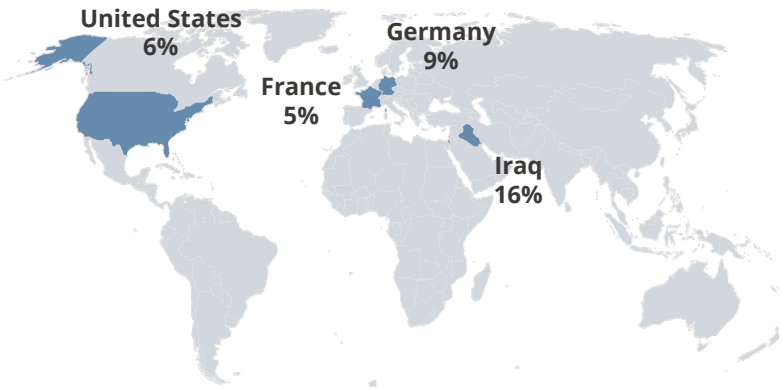 United States
6%
Germany
9%
France
5%
Iraq
16%